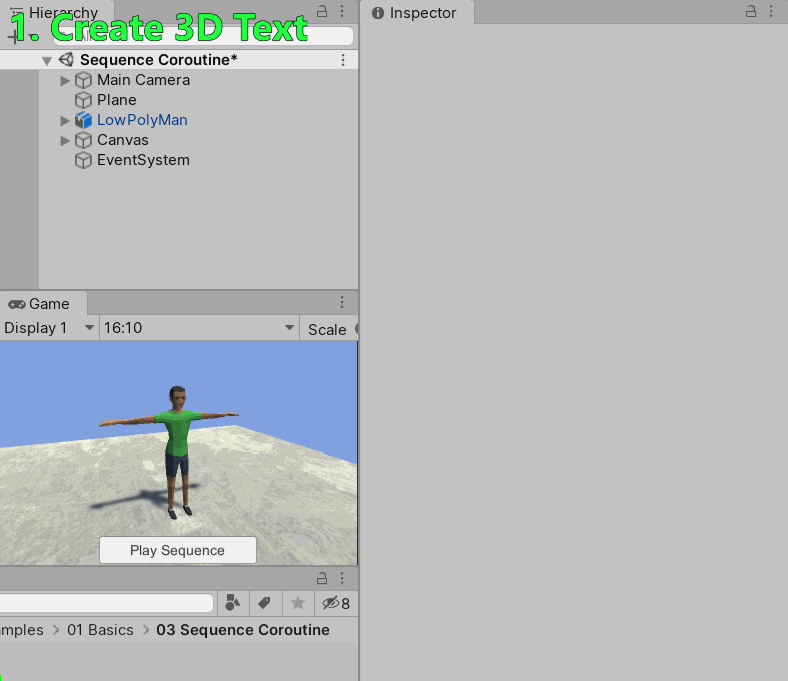 Hierarchy
1. Create 3D Text
Sequence Coroutine*
Main Camera
Plane
LowPolyMan
Canvas
EventSystem
Game
Display 1
16:10
Scale
Play Sequence
8
mples > 01 Basics > 03 Sequence Coroutine
Inspector